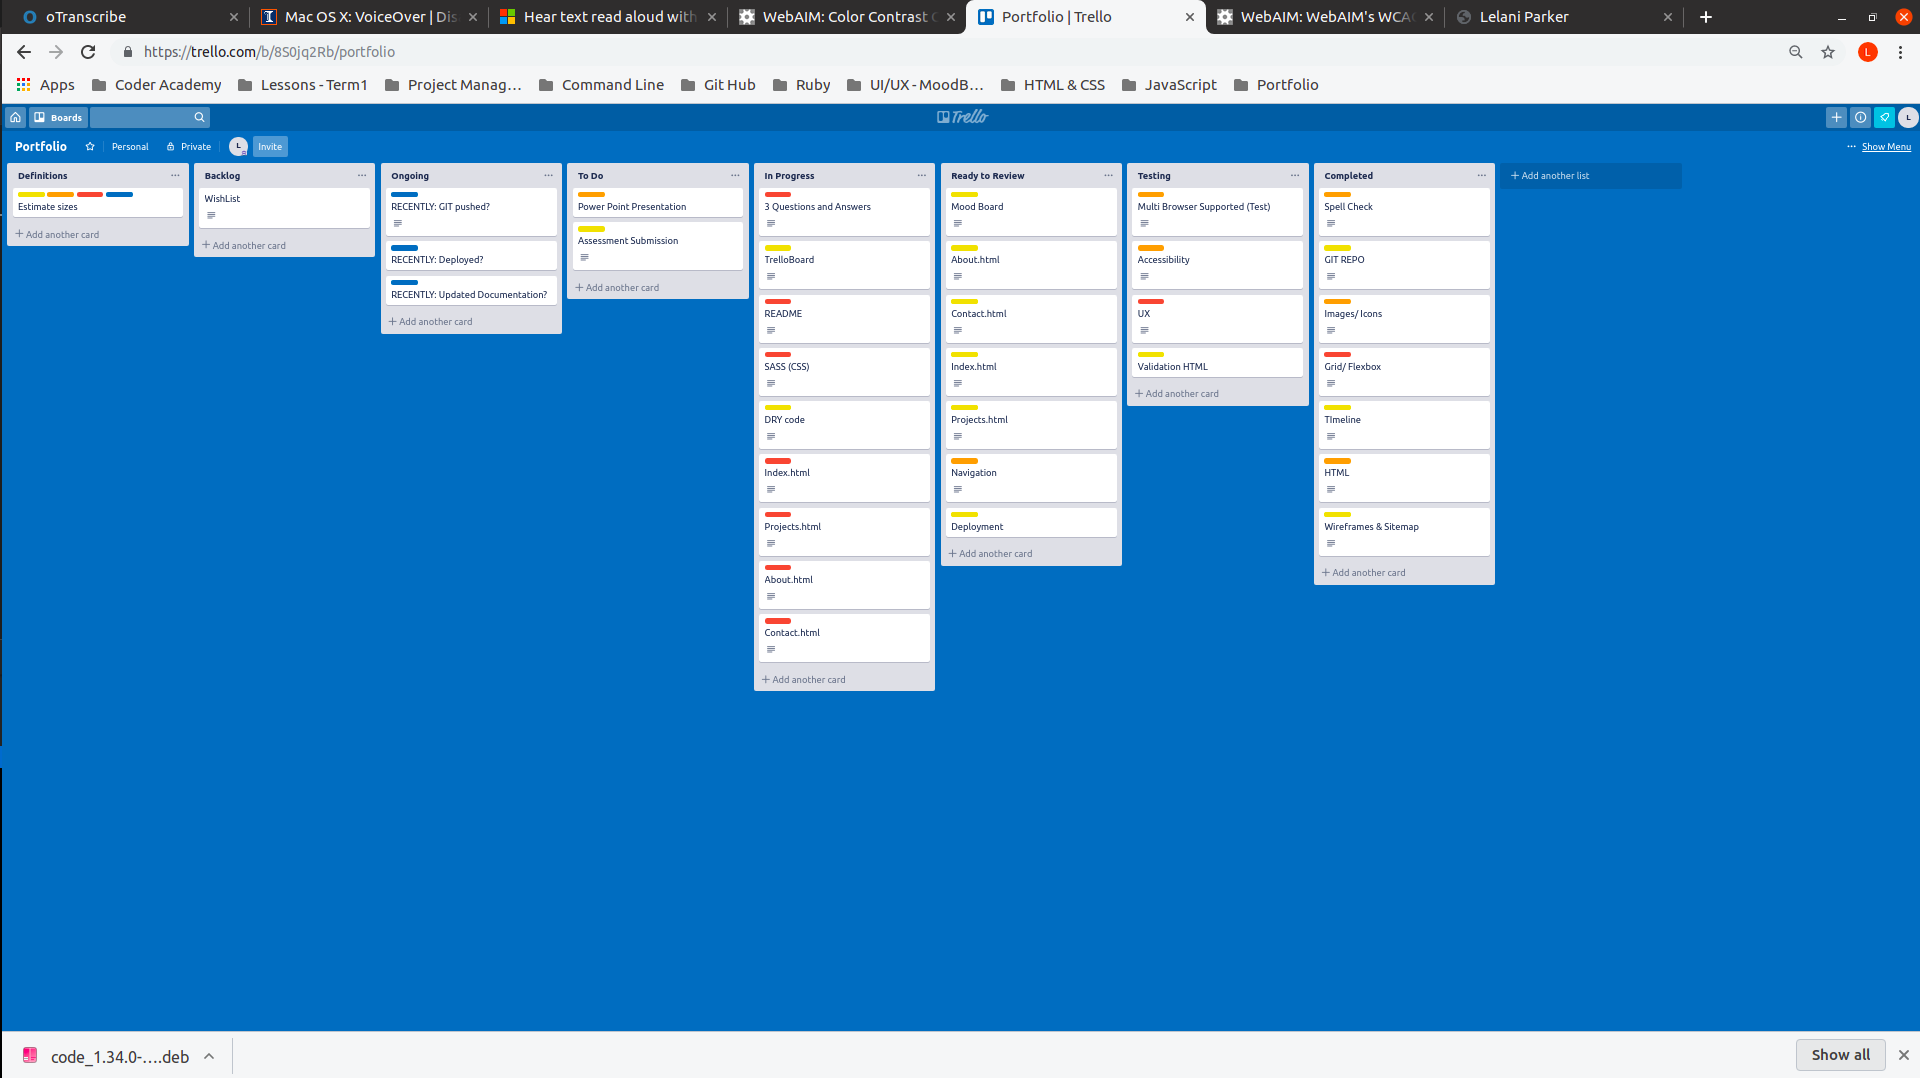 oTranscribe
Mac OS X: VoiceOver | Dis
Hear text read aloud with
WebAIM: Color Contrast C
Portfolio | Trello
WebAIM: WebAIM's WCAG
Lelani Parker
https://trello.com/b/8S0jq2Rb/portfolio
L
Apps
Coder Academy
Lessons - Term1
Project Manag...
Command Line
Git Hub
Ruby
UI/UX - MoodB...
HTML & CSS
JavaScript
Portfolio
Boards
Trello
L
Portfolio
Personal
Private
L
Invite
... Show Menu
Definitions
Estimate sizes
+ Add another card
Backlog
WishList
+ Add another card
Ongoing
RECENTLY: GIT pushed?
RECENTLY: Deployed?
RECENTLY: Updated Documentation?
+ Add another card
To Do
Power Point Presentation
Assessment Submission
+ Add another card
In Progress
3 Questions and Answers
TrelloBoard
README
SASS (CSS)
DRY code
Index.html
Projects.html
About.html
Contact.html
+ Add another card
Ready to Review
Mood Board
About.html
Contact.html
Index.html
Projects.html
Navigation
Deployment
+ Add another card
Testing
Multi Browser Supported (Test)
Accessibility
UX
Validation HTML
+ Add another card
Completed
Spell Check
GIT REPO
Images/ Icons
Grid/ Flexbox
TImeline
HTML
Wireframes & Sitemap
+ Add another card
+ Add another list
code_1.34.0-....deb
Show all